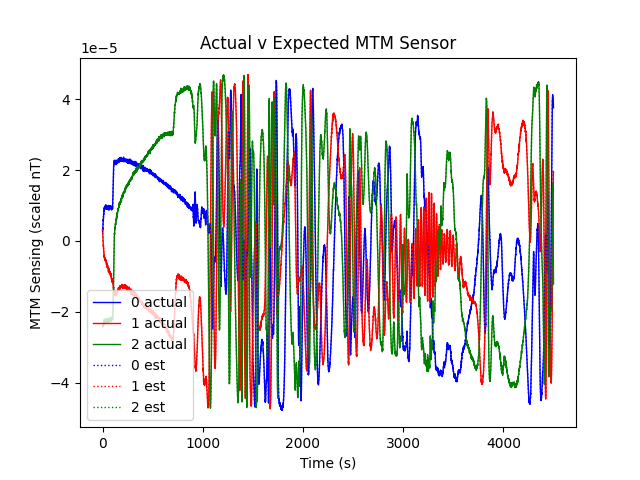 Actual v Expected MTM Sensor
1e−5
MTM Sensing (scaled nT)
4
2
0
−2
−4
0 actual
1 actual
2 actual
0 est
1 est
2 est
0
1000
2000
3000
4000
Time (s)